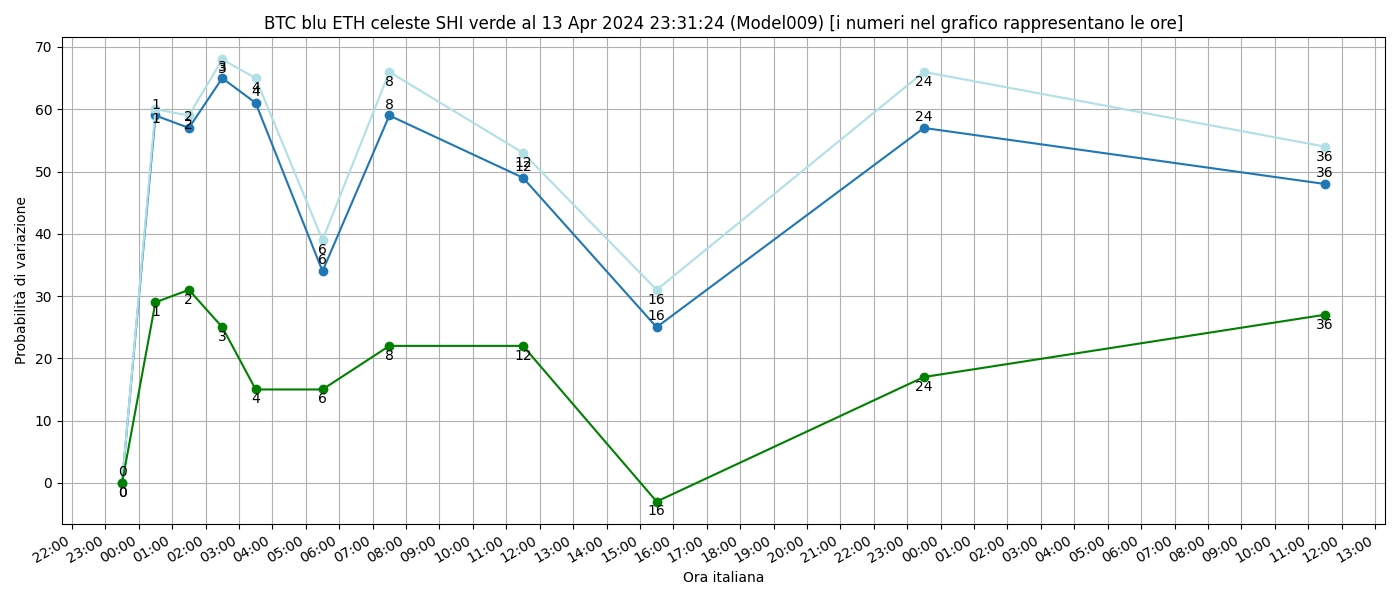 BTC blu ETH celeste SHI verde al 13 Apr 2024 23:31:24 (Model009) [i numeri nel grafico rappresentano le ore]
Probabilità di variazione
70
60
50
40
30
20
10
0
0 1 2 3 4 6 8 12 16 24 36
0 1 2 3 4 6 8 12 16 24 36
0 1 2 3 4 6 8 12 16 24 36
22:00 23:00 00:00 01:00 02:00 03:00 04:00 05:00 06:00 07:00 08:00 09:00 10:00 11:00 12:00 13:00 14:00 15:00 16:00 17:00 18:00 19:00 20:00 21:00 22:00 23:00 00:00 01:00 02:00 03:00 04:00 05:00 06:00 07:00 08:00 09:00 10:00 11:00 12:00 13:00
Ora italiana